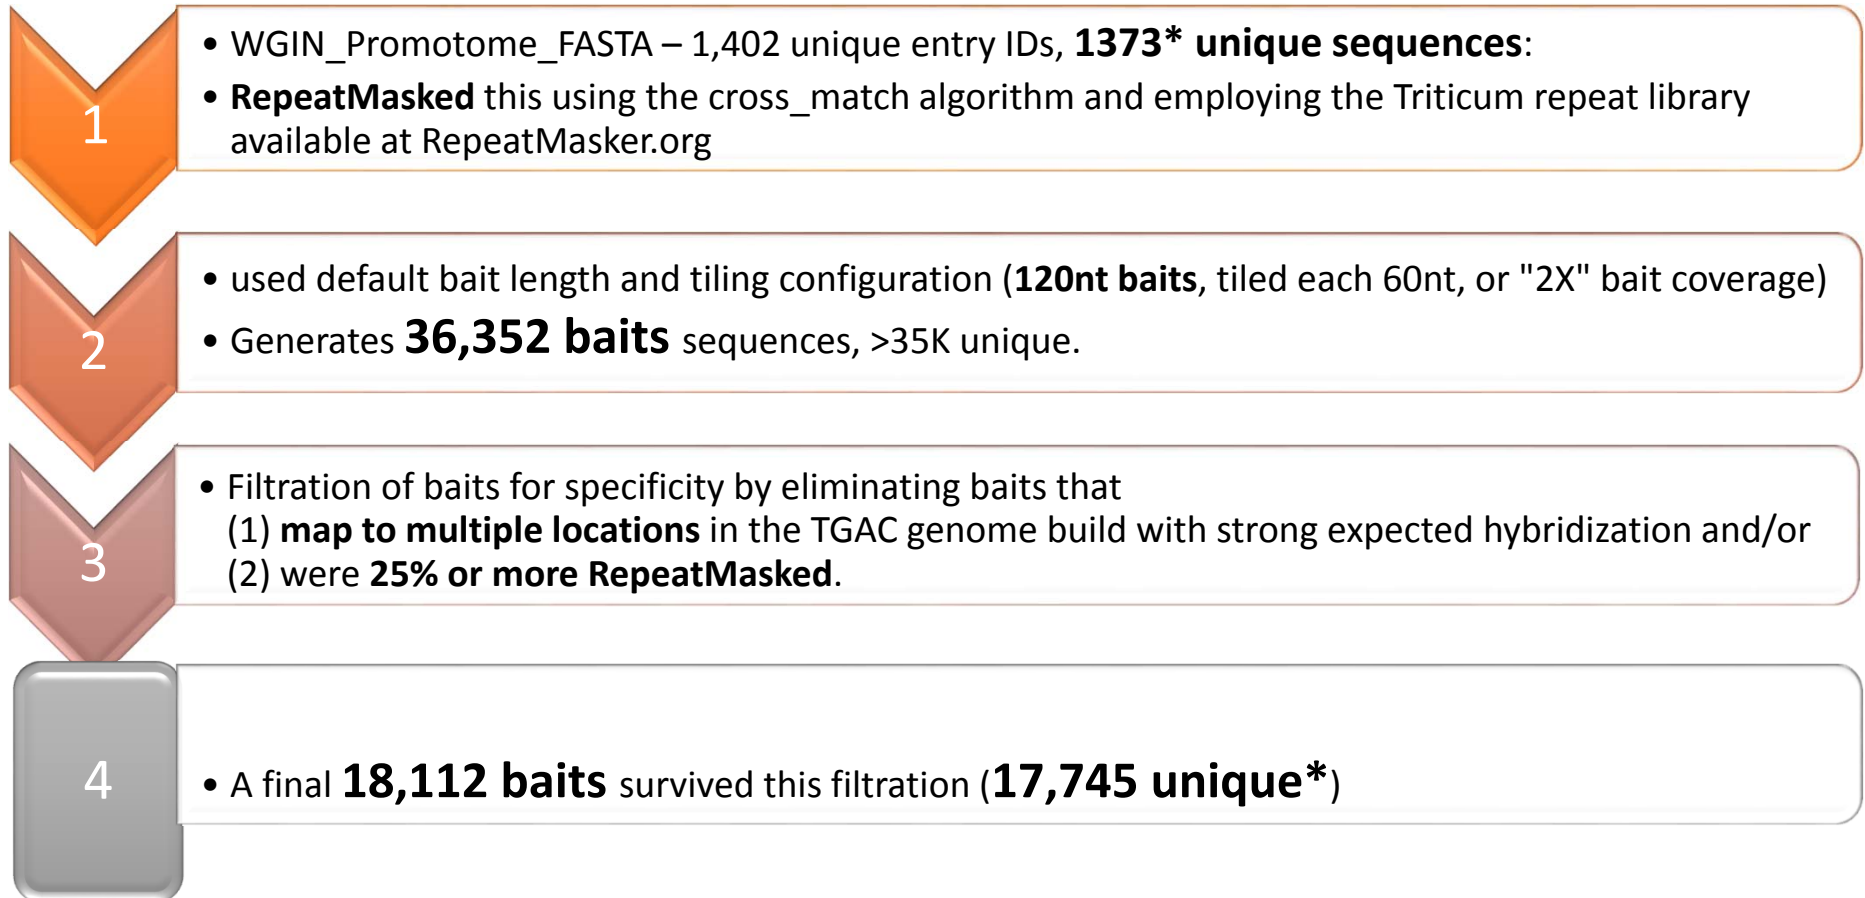 1
• WGIN_Promotome_FASTA – 1,402 unique entry IDs, 1373* unique sequences:
• RepeatMasked this using the cross_match algorithm and employing the Triticum repeat library
available at RepeatMasker.org
2
• used default bait length and tiling configuration (120nt baits, tiled each 60nt, or "2X" bait coverage)
• Generates 36,352 baits sequences, >35K unique.
3
• Filtration of baits for specificity by eliminating baits that
(1) map to multiple locations in the TGAC genome build with strong expected hybridization and/or
(2) were 25% or more RepeatMasked.
4
• A final 18,112 baits survived this filtration (17,745 unique*)